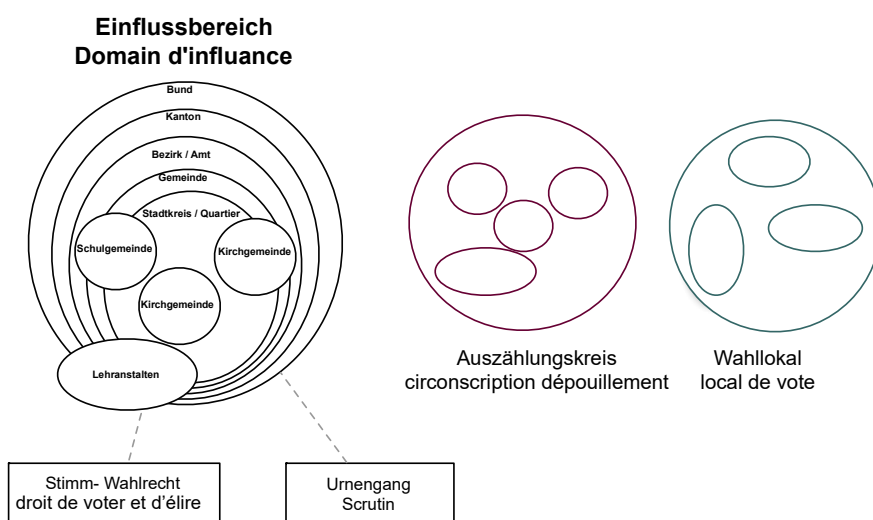 Einflussbereich
Domain d'influance
Bund
Kanton
Bezirk / Amt
Gemeinde
Stadtkreis / Quartier
Schulgemeinde
Kirchgemeinde
Kirchgemeinde
Lehranstalten
Auszählungskreis
circonscription dépouillement
Wahllokal
local de vote
Stimm- Wahlrecht
droit de voter et d’élire
Urnengang
Scrutin